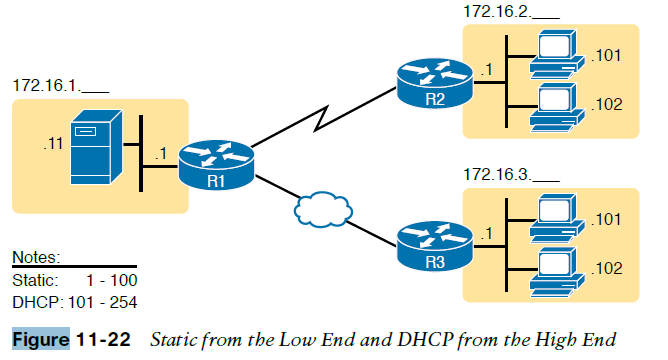 172.16.2.___
.101
.1
R2
.102
172.16.1.___
.11
.1
R1
172.16.3.___
.101
.1
R3
.102
Notes:
Static: 1 - 100
DHCP: 101 - 254
Figure 11-22 Static from the Low End and DHCP from the High End